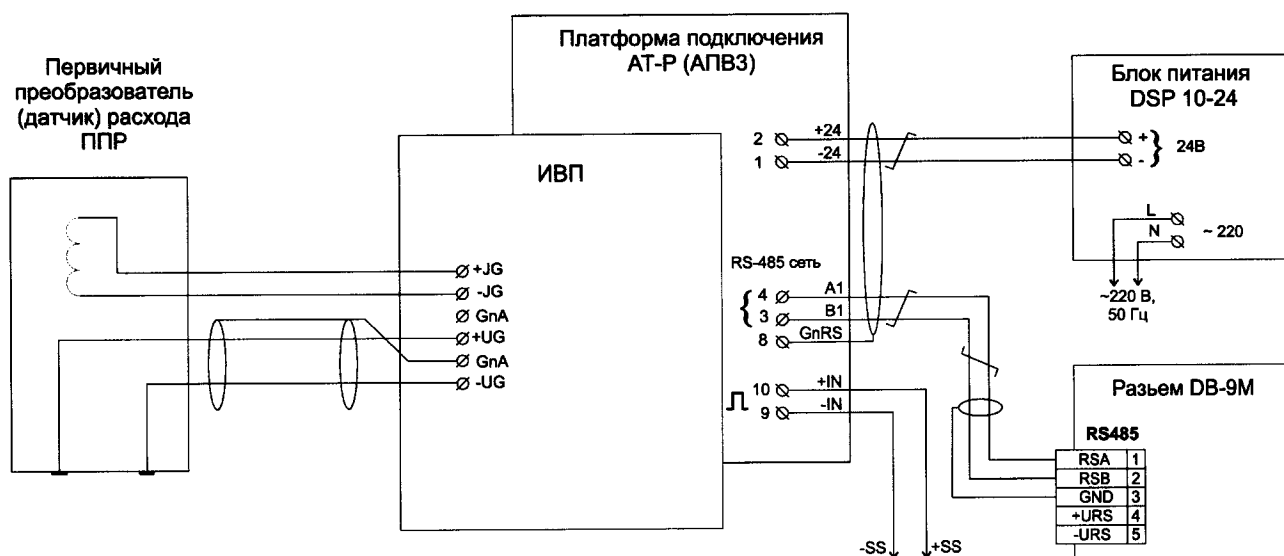 Первичный
преобразователь
(датчик) расхода
ППР
Платформа подключения
АТ-Р (АПВЗ)
ИВП
+JG
-JG
GnA
+UG
GnA
-UG
2 +24
1 -24
RS-485 сеть
4 A1
3 B1
8 GnRS
10 +IN
9 -IN
-SS +SS
Блок питания
DSP 10-24
+
-
24В
L
N
~ 220
~220 В,
50 Гц
Разьем DB-9M
RS485
RSA 1
RSB 2
GND 3
+URS 4
-URS 5